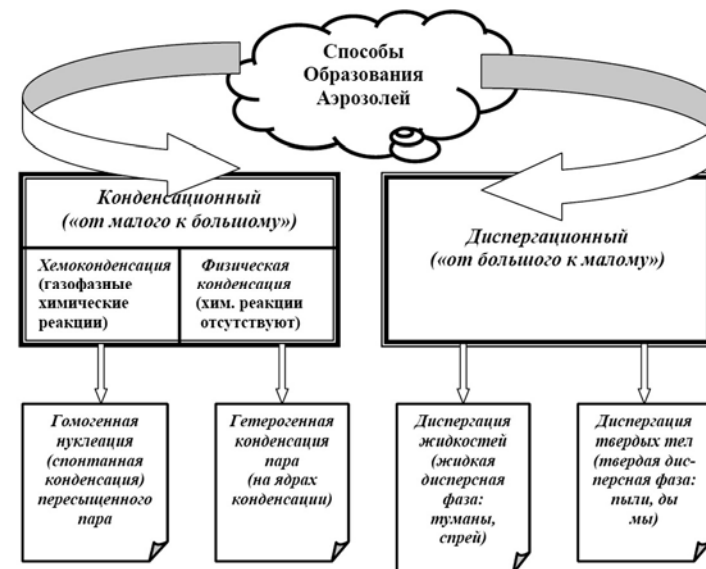 Способы
Образования
Аэрозолей
Конденсационный
(«от малого к большому»)
Хемоконденсация
(газофазные
химические
реакции)
Физическая
конденсация
(хим. реакции
отсутствуют)
Диспергационный
(«от большого к малому»)
Гомогенная
нуклеация
(спонтанная
конденсация)
пересыщенного
пара
Гетерогенная
конденсация
пара
(на ядрах
конденсации)
Диспергация
жидкостей
(жидкая
дисперсная
фаза:
туманы,
спрей)
Диспергация
твердых тел
(твердая дис-
персная фаза:
пыли, ды
мы)